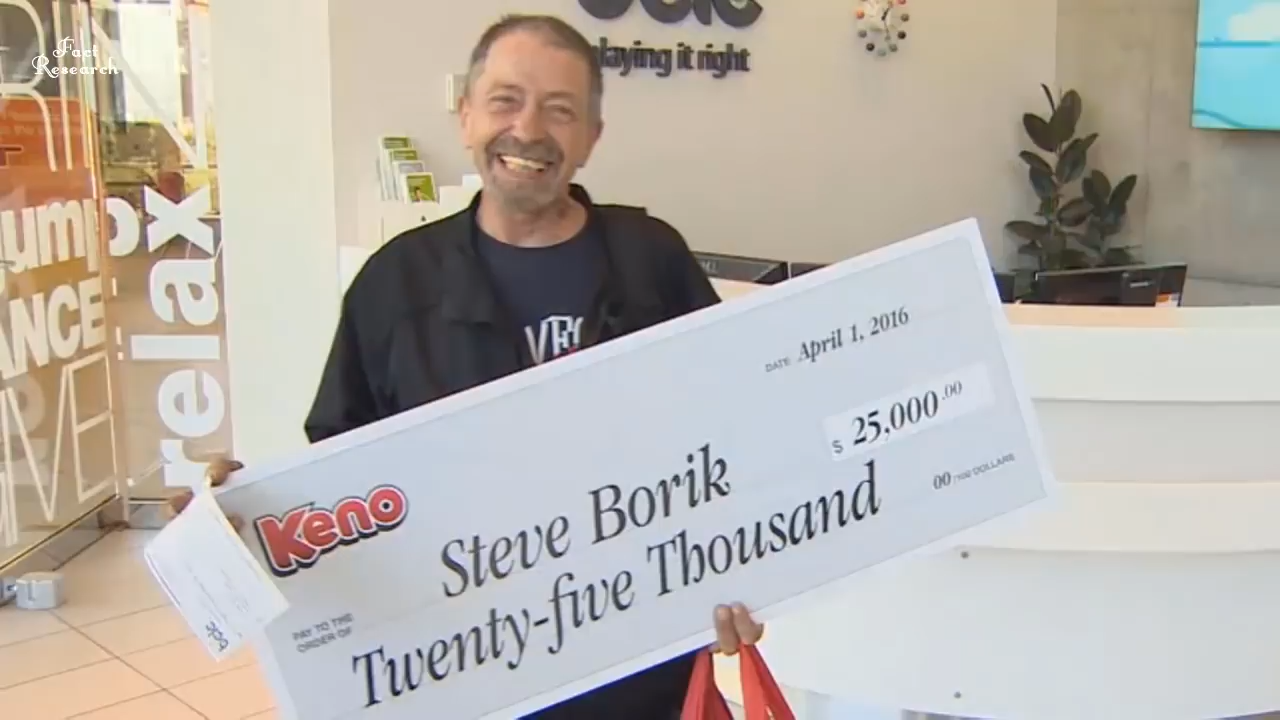 Fact
Research
bclc
playing it right
relax
DATE: April 1, 2016
$ 25,000.00
Keno
Steve Borik
PAY TO THE
ORDER OF
Twenty-five Thousand
00/100 DOLLARS